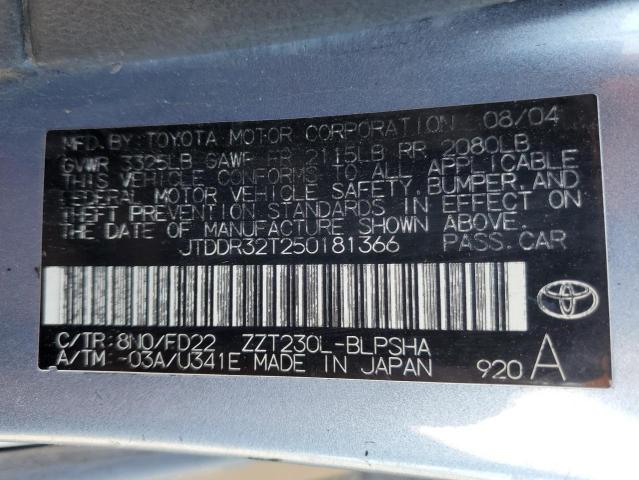 MFD. BY TOYOTA MOTOR CORPORATION 08/04
GVWR 3325LB GAWR FR 2115LB RR 2080LB
THIS VEHICLE CONFORMS TO ALL APPLICABLE
FEDERAL MOTOR VEHICLE SAFETY, BUMPER, AND
THEFT PREVENTION STANDARDS IN EFFECT ON
THE DATE OF MANUFACTURE SHOWN ABOVE.
JTDDR32T250181366 PASS. CAR
C/TR: 8N0/FD22 ZZT230L-BLPSHA
A/TM: -03A/U341E MADE IN JAPAN 920 A